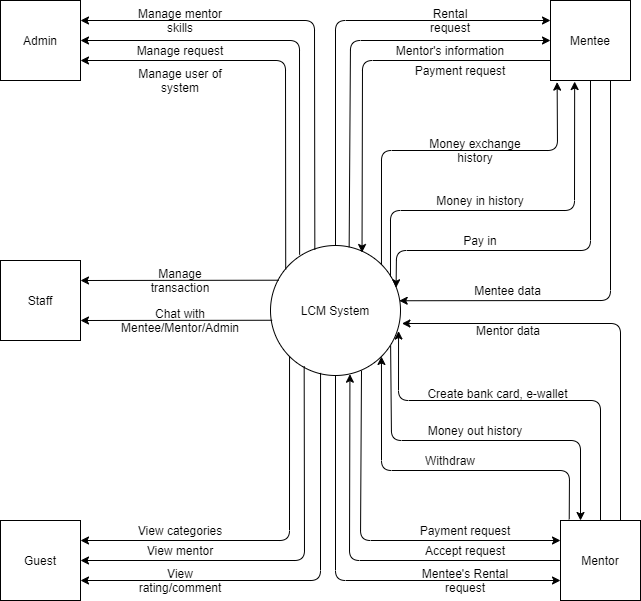 Admin
Manage mentor
skills
Manage request
Manage user of
system
Rental
request
Mentor's information
Payment request
Mentee
Money exchange
history
Money in history
Pay in
Mentee data
Staff
Manage
transaction
Chat with
Mentee/Mentor/Admin
LCM System
Mentor data
Create bank card, e-wallet
Money out history
Withdraw
Guest
View categories
View mentor
View
rating/comment
Payment request
Accept request
Mentee's Rental
request
Mentor